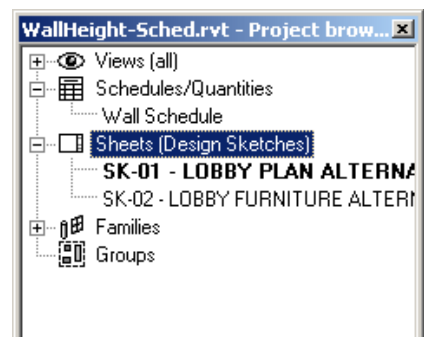 WallHeight-Sched.rvt - Project brow...
Views (all)
Schedules/Quantities
Wall Schedule
Sheets (Design Sketches)
SK-01 - LOBBY PLAN ALTERNA
SK-02 - LOBBY FURNITURE ALTER
Families
Groups